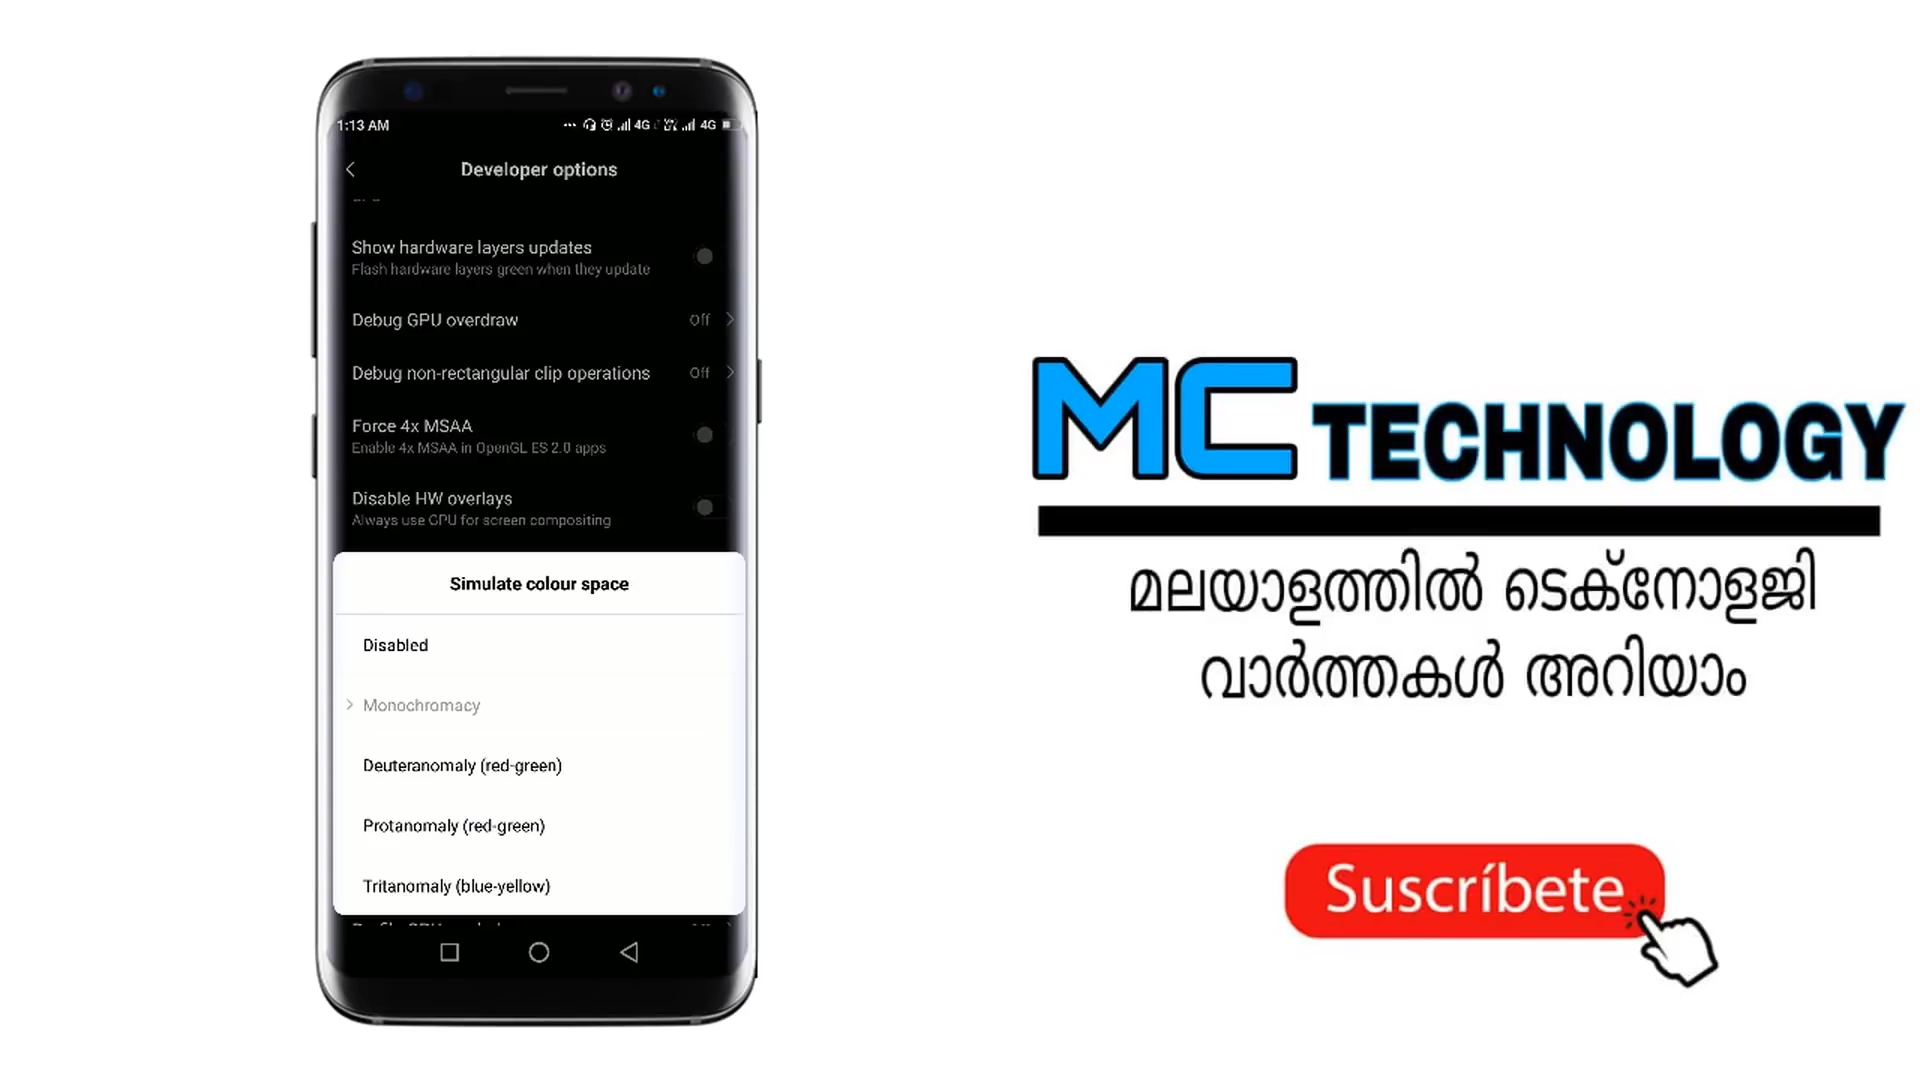 1:13 AM
4G
4G
Developer options
Show hardware layers updates
Flash hardware layers green when they update
Debug GPU overdraw
Off
Debug non-rectangular clip operations
Off
Force 4x MSAA
Enable 4x MSAA in OpenGL ES 2.0 apps
Disable HW overlays
Always use GPU for screen compositing
Simulate colour space
Disabled
Monochromacy
Deuteranomaly (red-green)
Protanomaly (red-green)
Tritanomaly (blue-yellow)
MC TECHNOLOGY
മലയാളത്തിൽ ടെക്നോളജി
വാർത്തകൾ അറിയാം
Suscríbete